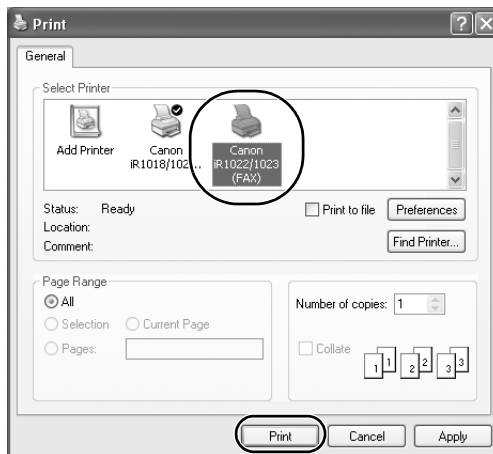 Print
General
Select Printer
Add Printer
Canon
iR1018/102...
Canon
iR1022/1023
(FAX)
Status: Ready
Location:
Comment:
Print to file
Preferences
Find Printer...
Page Range
All
Selection
Current Page
Pages:
Number of copies: 1
Collate
1 1 2 2 3 3
Print
Cancel
Apply